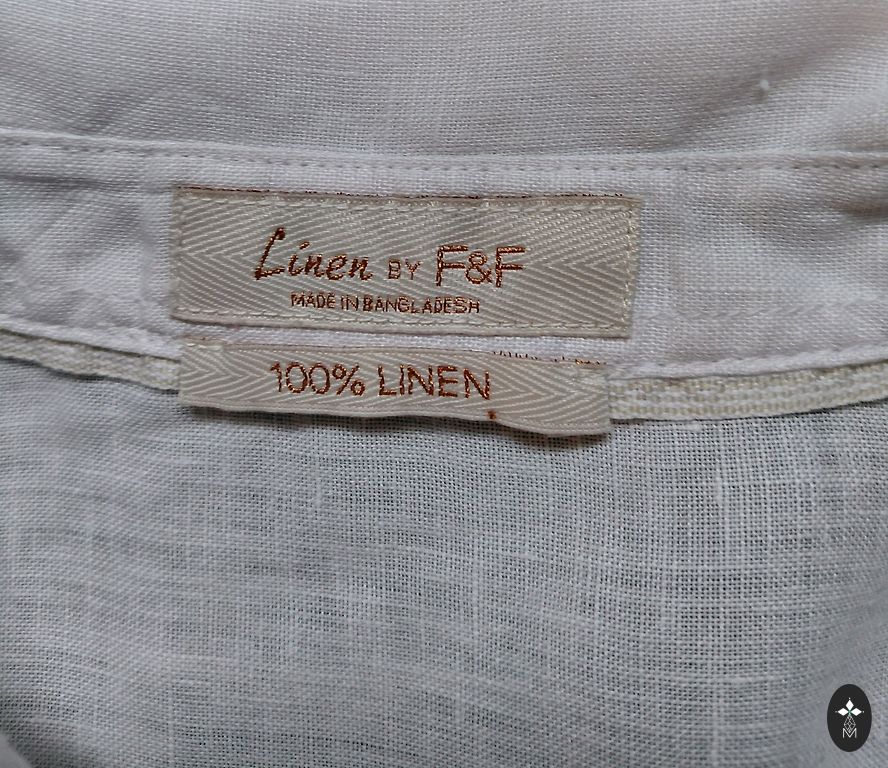 Linen BY F&F
MADE IN BANGLADESH
100% LINEN
M